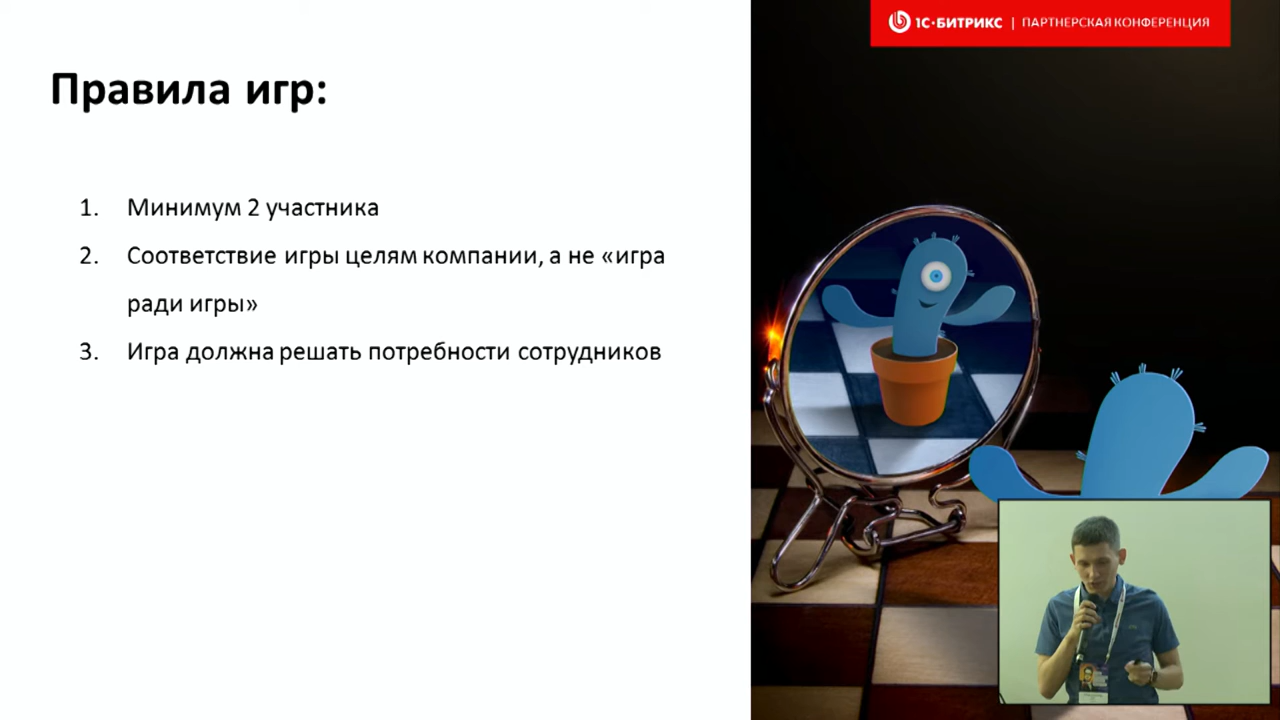 1С-БИТРИКС | ПАРТНЕРСКАЯ КОНФЕРЕНЦИЯ
Правила игр:
1. Минимум 2 участника
2. Соответствие игры целям компании, а не «игра
ради игры»
3. Игра должна решать потребности сотрудников